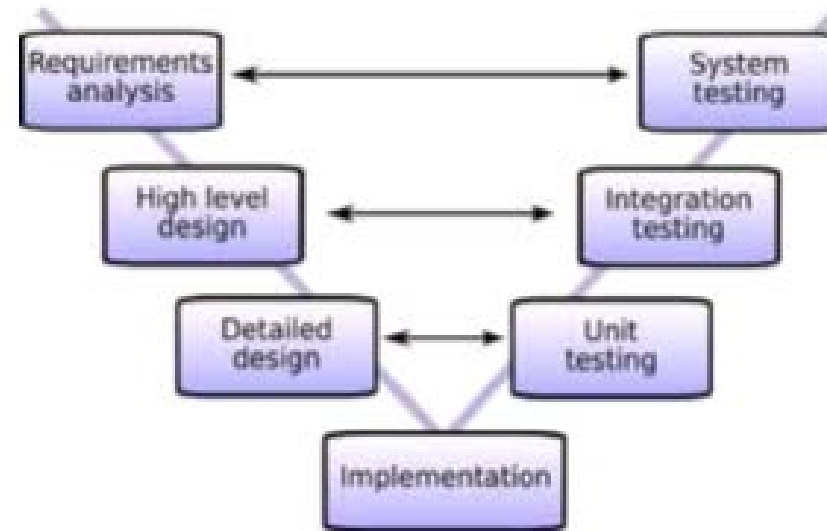 Requirements
analysis
System
testing
High level
design
Integration
testing
Detailed
design
Unit
testing
Implementation